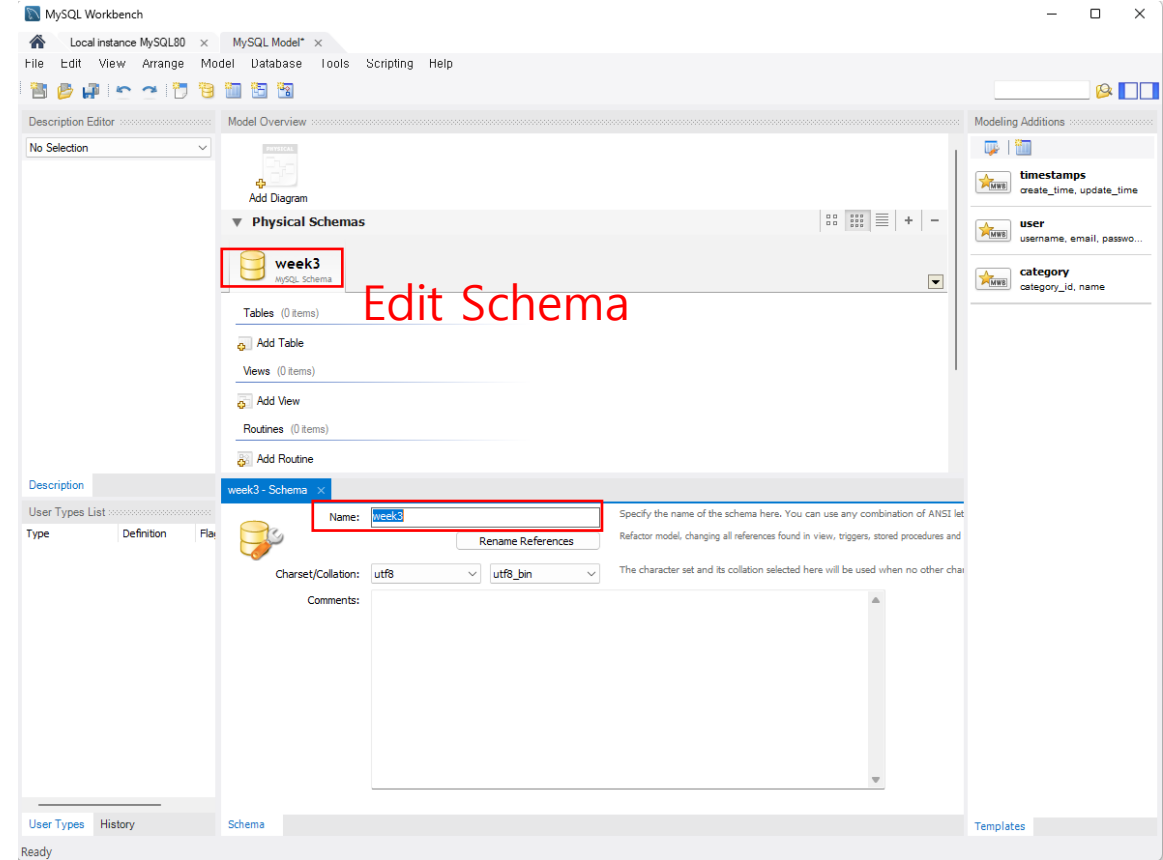 MySQL Workbench
Local instance MySQL80
MySQL Model*
File Edit View Arrange Model Database Tools Scripting Help
Description Editor
No Selection
Description
User Types List
Type Definition Flag
User Types History
Model Overview
PHYSICAL
Add Diagram
Physical Schemas
week3
MySQL Schema
Edit Schema
Tables (0 items)
Add Table
Views (0 items)
Add View
Routines (0 items)
Add Routine
week3 - Schema
Name: week3
Specify the name of the schema here. You can use any combination of ANSI let
Rename References
Refactor model, changing all references found in view, triggers, stored procedures and
Charset/Collation: utf8 utf8_bin
The character set and its collation selected here will be used when no other char
Comments:
Schema
Modeling Additions
MWB
timestamps
create_time, update_time
MWB
user
username, email, passwo...
MWB
category
category_id, name
Templates
Ready